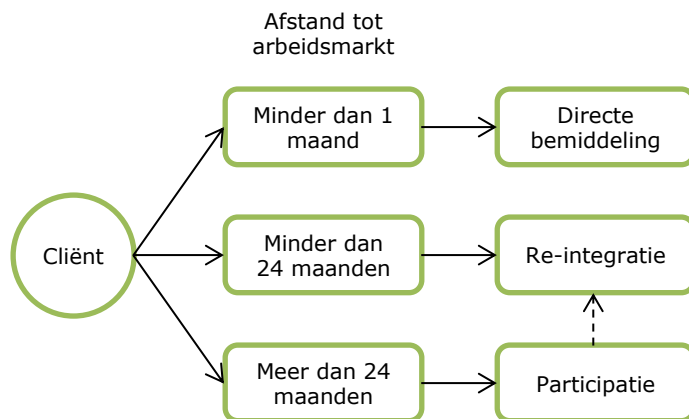 Afstand tot
arbeidsmarkt
Minder dan 1
maand
Directe
bemiddeling
Cliënt
Minder dan
24 maanden
Re-integratie
Meer dan 24
maanden
Participatie